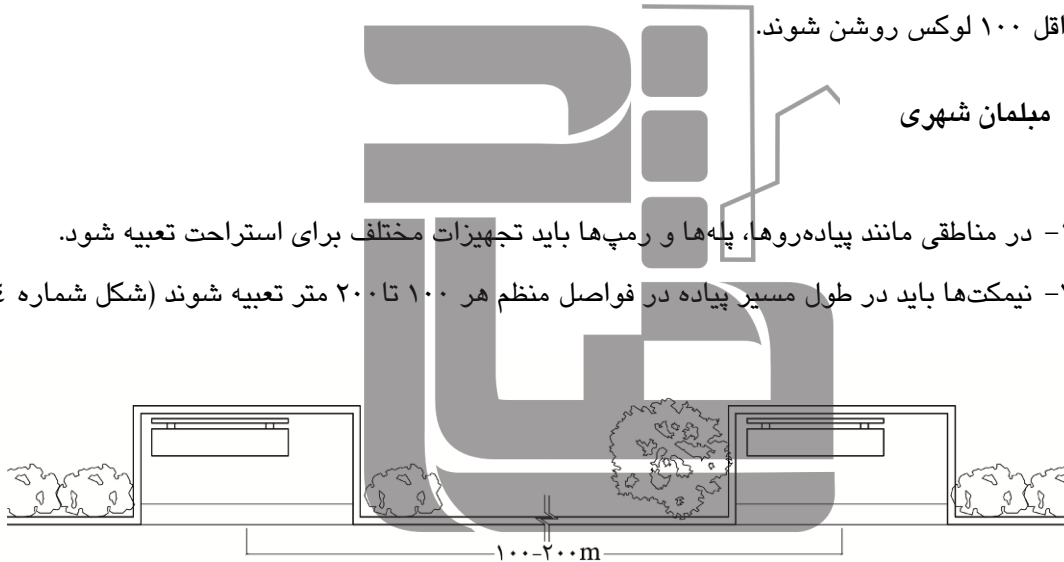 ۱۰۰ لوکس روشن شوند.
مبلمان شهری
- در مناطقی مانند پیاده‌روها، پله‌ها و رمپ‌ها باید تجهیزات مختلف برای استراحت تعبیه شود.
- نیمکت‌ها باید در طول مسیر پیاده در فواصل منظم هر ۱۰۰ تا ۲۰۰ متر تعبیه شوند (شکل شماره ٤
۱۰۰-۲۰۰m